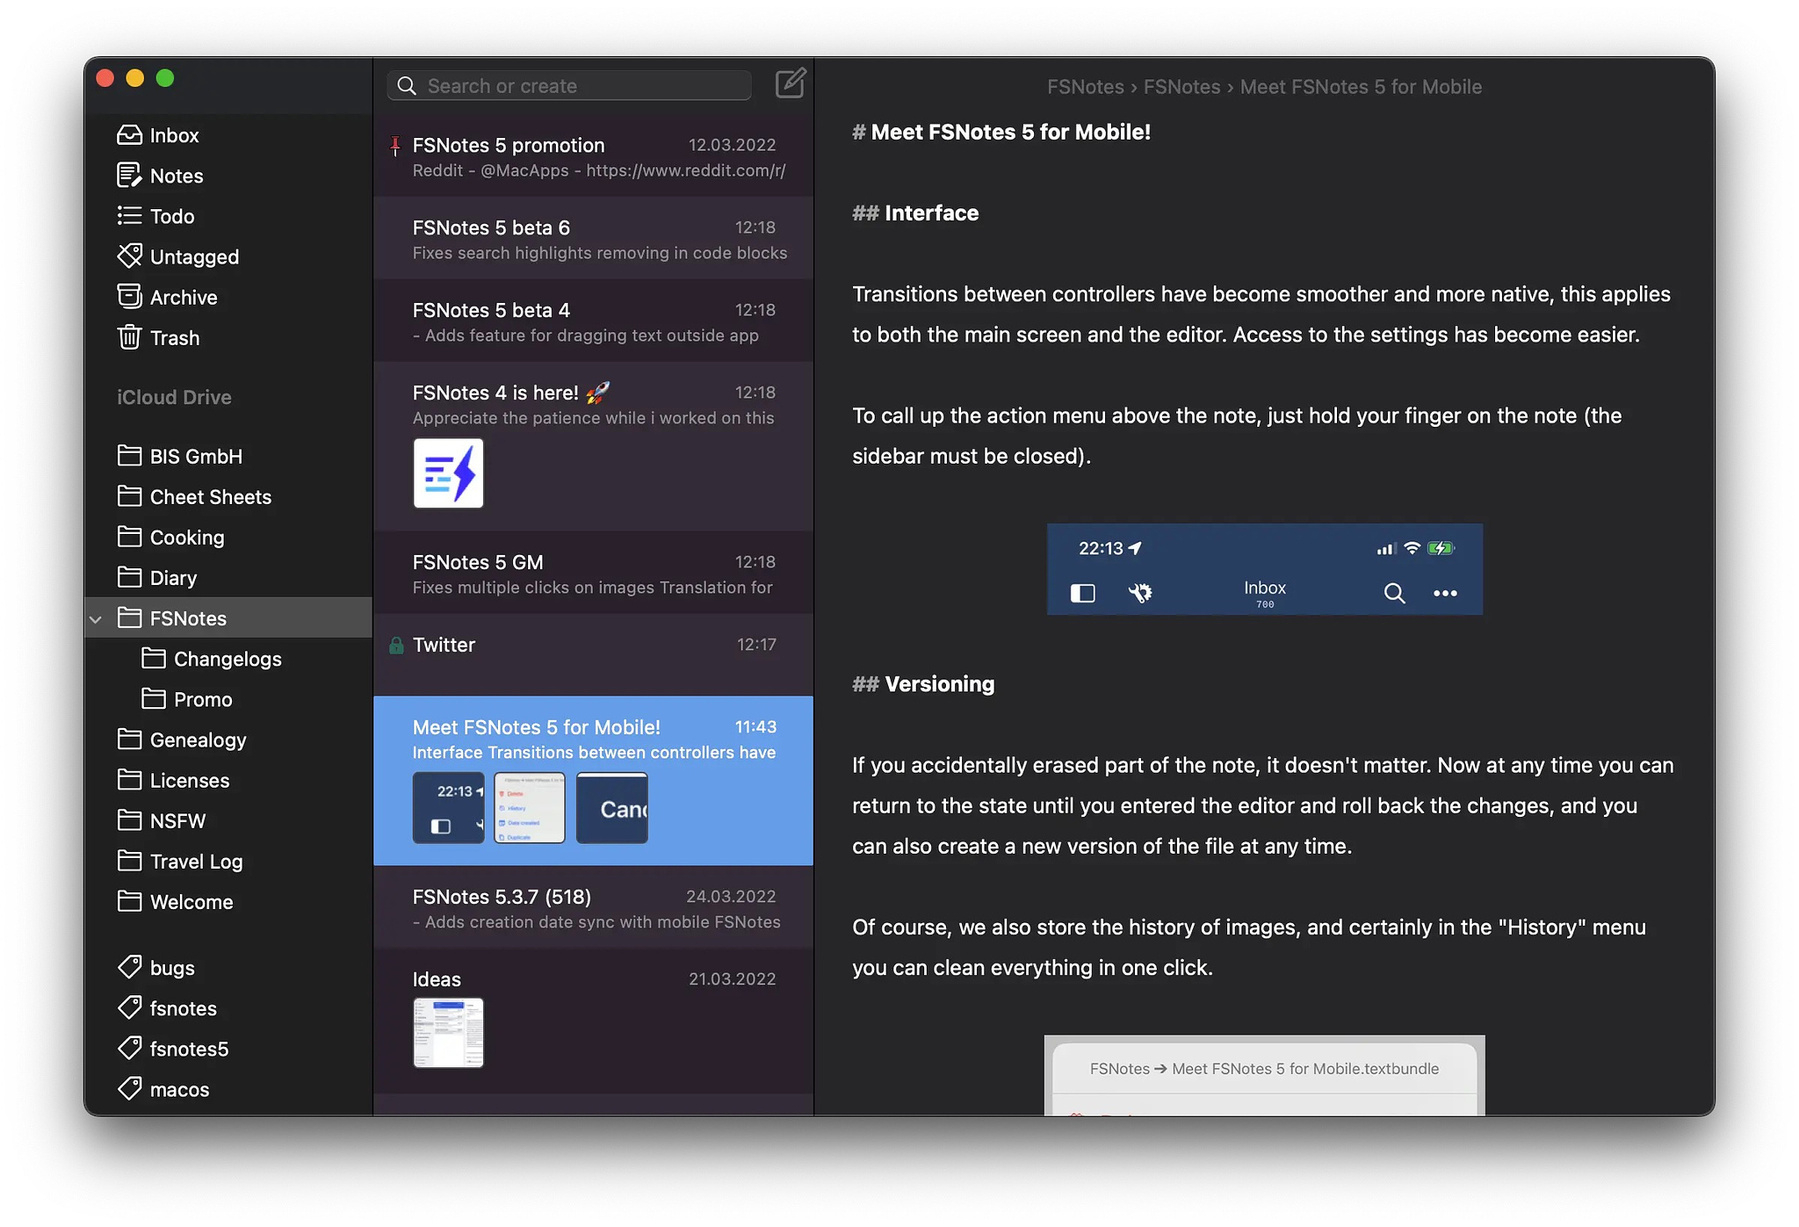 Inbox
Notes
Todo
Untagged
Archive
Trash
iCloud Drive
BIS GmbH
Cheet Sheets
Cooking
Diary
FSNotes
Changelogs
Promo
Genealogy
Licenses
NSFW
Travel Log
Welcome
bugs
fsnotes
fsnotes5
macos
Search or create
FSNotes 5 promotion 12.03.2022
Reddit - @MacApps - https://www.reddit.com/r/
FSNotes 5 beta 6 12:18
Fixes search highlights removing in code blocks
FSNotes 5 beta 4 12:18
- Adds feature for dragging text outside app
FSNotes 4 is here! 🚀 12:18
Appreciate the patience while i worked on this
FSNotes 5 GM 12:18
Fixes multiple clicks on images Translation for
Twitter 12:17
Meet FSNotes 5 for Mobile! 11:43
Interface Transitions between controllers have
22:13
Delete
History
Date created
Duplicate
Canc
FSNotes 5.3.7 (518) 24.03.2022
- Adds creation date sync with mobile FSNotes
Ideas 21.03.2022
FSNotes › FSNotes › Meet FSNotes 5 for Mobile
# Meet FSNotes 5 for Mobile!
## Interface
Transitions between controllers have become smoother and more native, this applies
to both the main screen and the editor. Access to the settings has become easier.
To call up the action menu above the note, just hold your finger on the note (the
sidebar must be closed).
22:13
Inbox
700
## Versioning
If you accidentally erased part of the note, it doesn't matter. Now at any time you can
return to the state until you entered the editor and roll back the changes, and you
can also create a new version of the file at any time.
Of course, we also store the history of images, and certainly in the "History" menu
you can clean everything in one click.
FSNotes → Meet FSNotes 5 for Mobile.textbundle